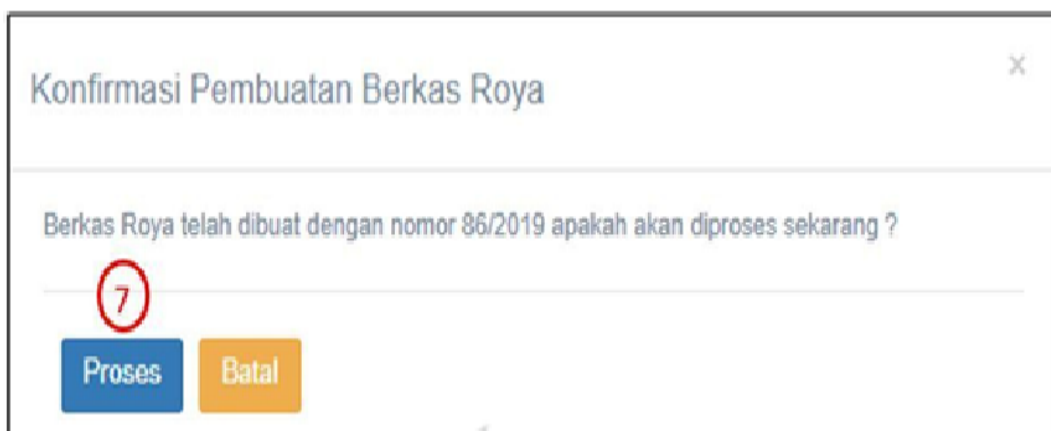 Konfirmasi Pembuatan Berkas Roya ×
Berkas Roya telah dibuat dengan nomor 86/2019 apakah akan diproses sekarang ?
7
Proses Batal